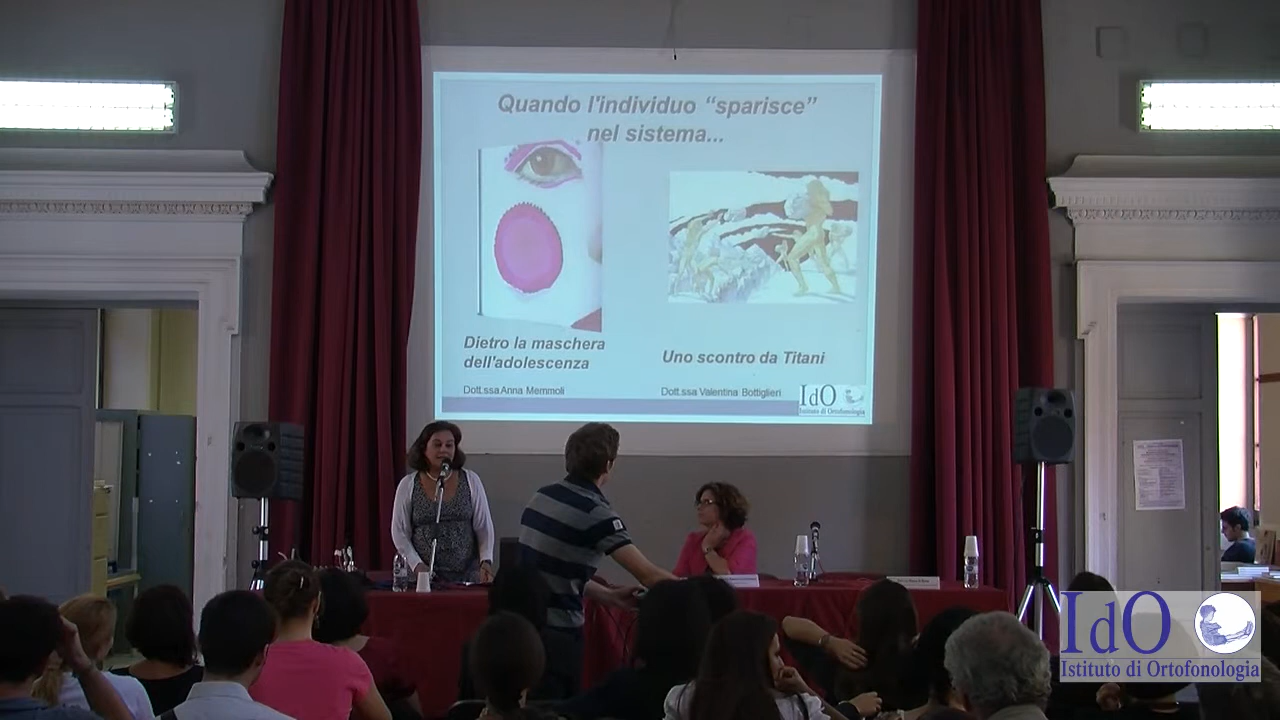 Quando l'individuo “sparisce”
nel sistema...
Dietro la maschera
dell'adolescenza
Uno scontro da Titani
Dott.ssa Anna Memmoli
Dott.ssa Valentina Bottiglieri
IdO
Istituto di Ortofonologia
IdO
Istituto di Ortofonologia